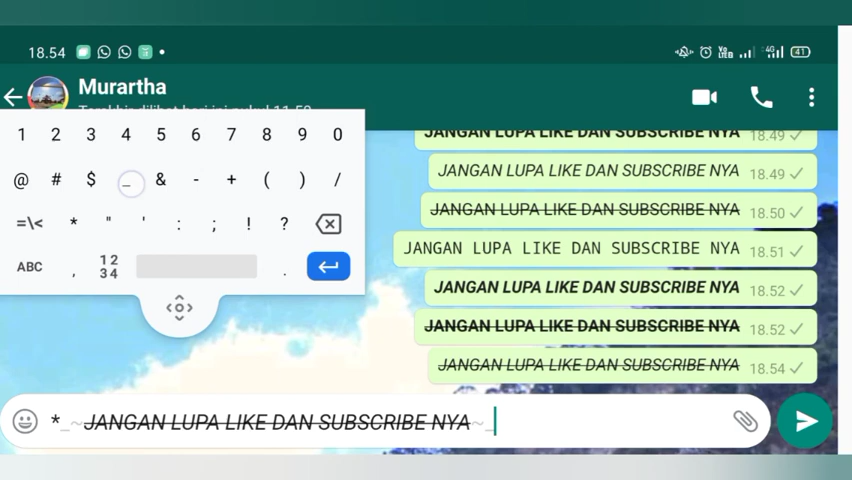 18.54
4G 41
Murartha
1 2 3 4 5 6 7 8 9 0
@ # $ _ & - + ( ) /
=\< * " ' : ; ! ?
ABC , 12 34 .
JANGAN LUPA LIKE DAN SUBSCRIBE NYA 18.49
JANGAN LUPA LIKE DAN SUBSCRIBE NYA 18.49
JANGAN LUPA LIKE DAN SUBSCRIBE NYA 18.50
JANGAN LUPA LIKE DAN SUBSCRIBE NYA 18.51
JANGAN LUPA LIKE DAN SUBSCRIBE NYA 18.52
JANGAN LUPA LIKE DAN SUBSCRIBE NYA 18.52
JANGAN LUPA LIKE DAN SUBSCRIBE NYA 18.54
*_~JANGAN LUPA LIKE DAN SUBSCRIBE NYA~_